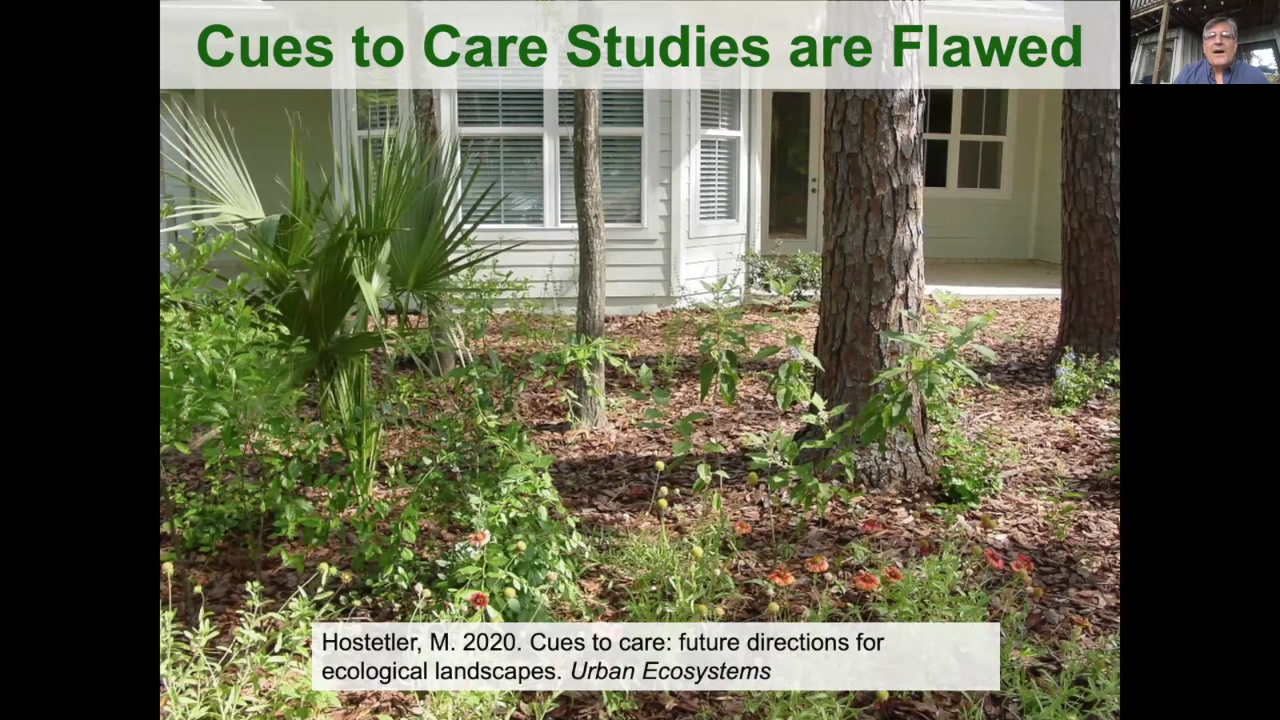 Cues to Care Studies are Flawed
Hostetler, M. 2020. Cues to care: future directions for
ecological landscapes. Urban Ecosystems